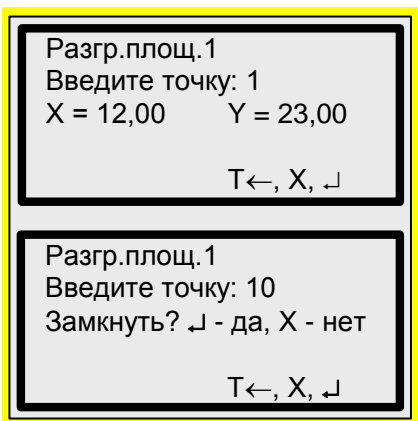 Разгр.площ.1
Введите точку: 1
X = 12,00 Y = 23,00
T←, X, ↵
Разгр.площ.1
Введите точку: 10
Замкнуть? ↵ - да, X - нет
T←, X, ↵